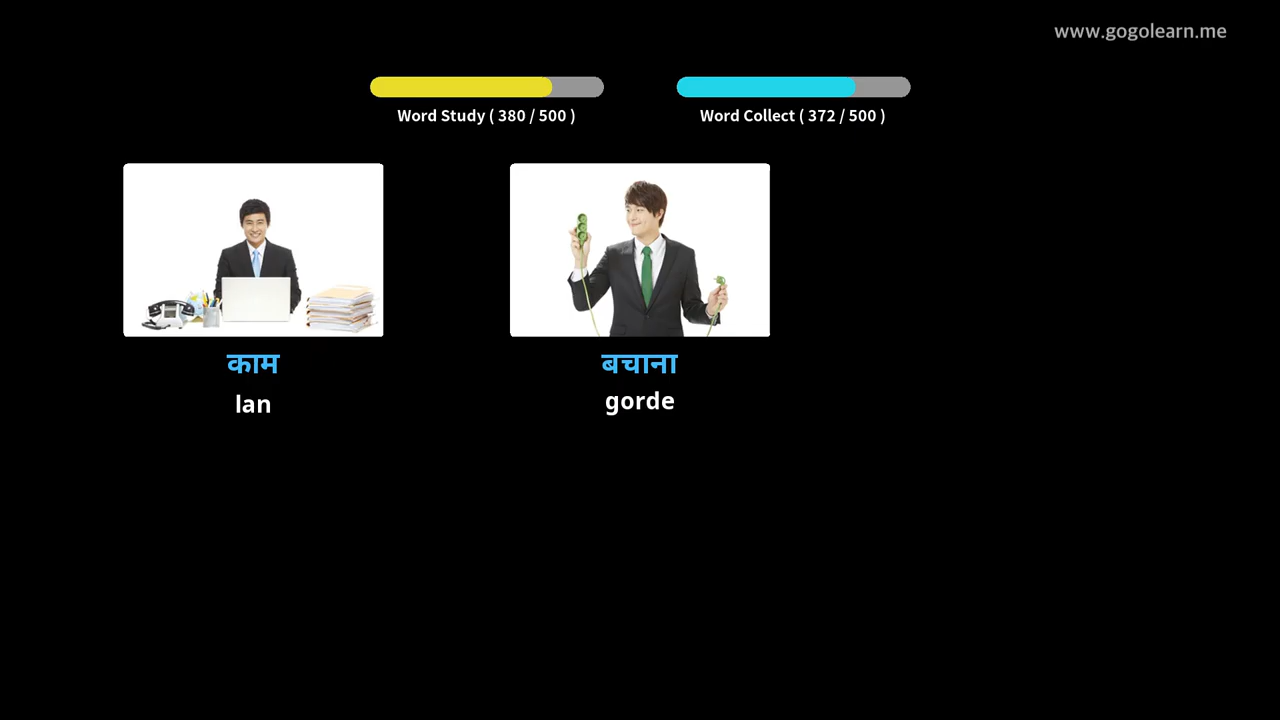 www.gogolearn.me
Word Study ( 380 / 500 )
Word Collect ( 372 / 500 )
काम
lan
बचाना
gorde